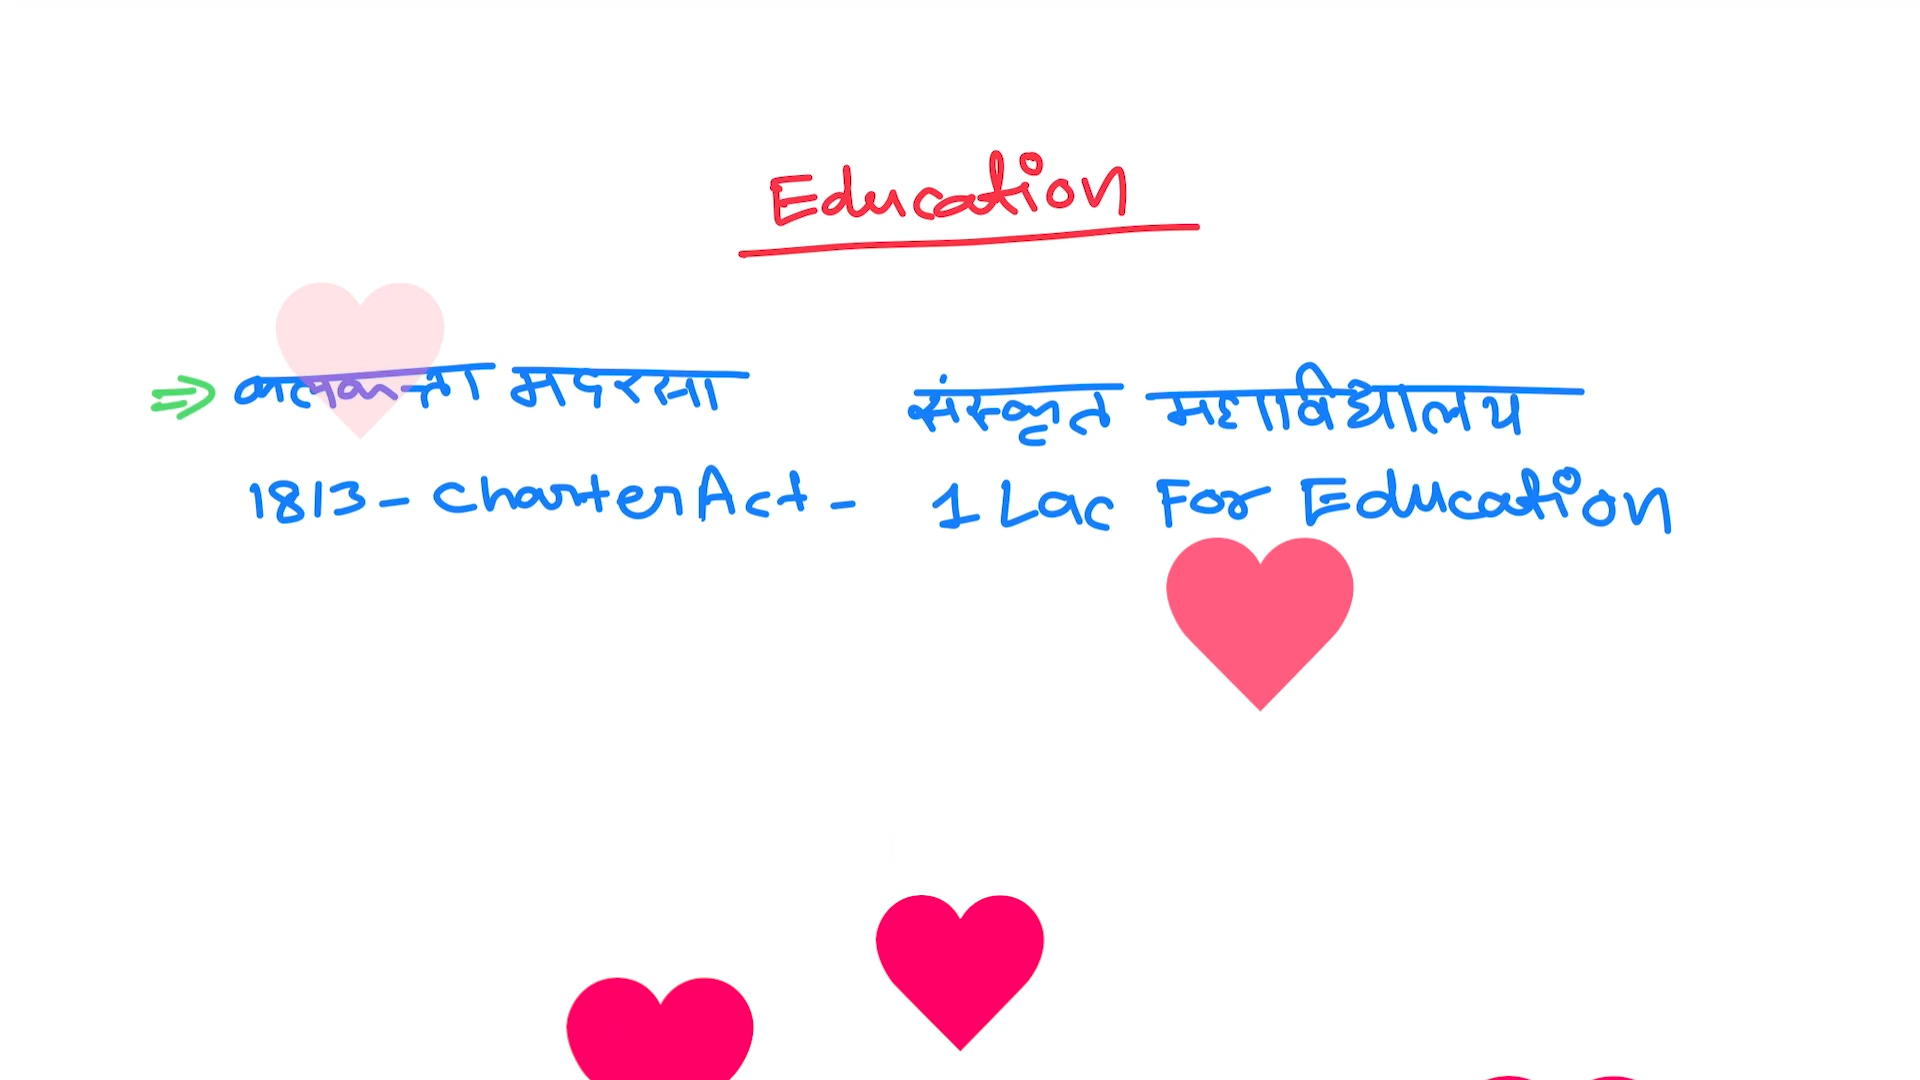 Education
⇒ कलकत्ता मदरसा संस्कृत महाविद्यालय
1813 - Charter Act - 1 Lac For Education